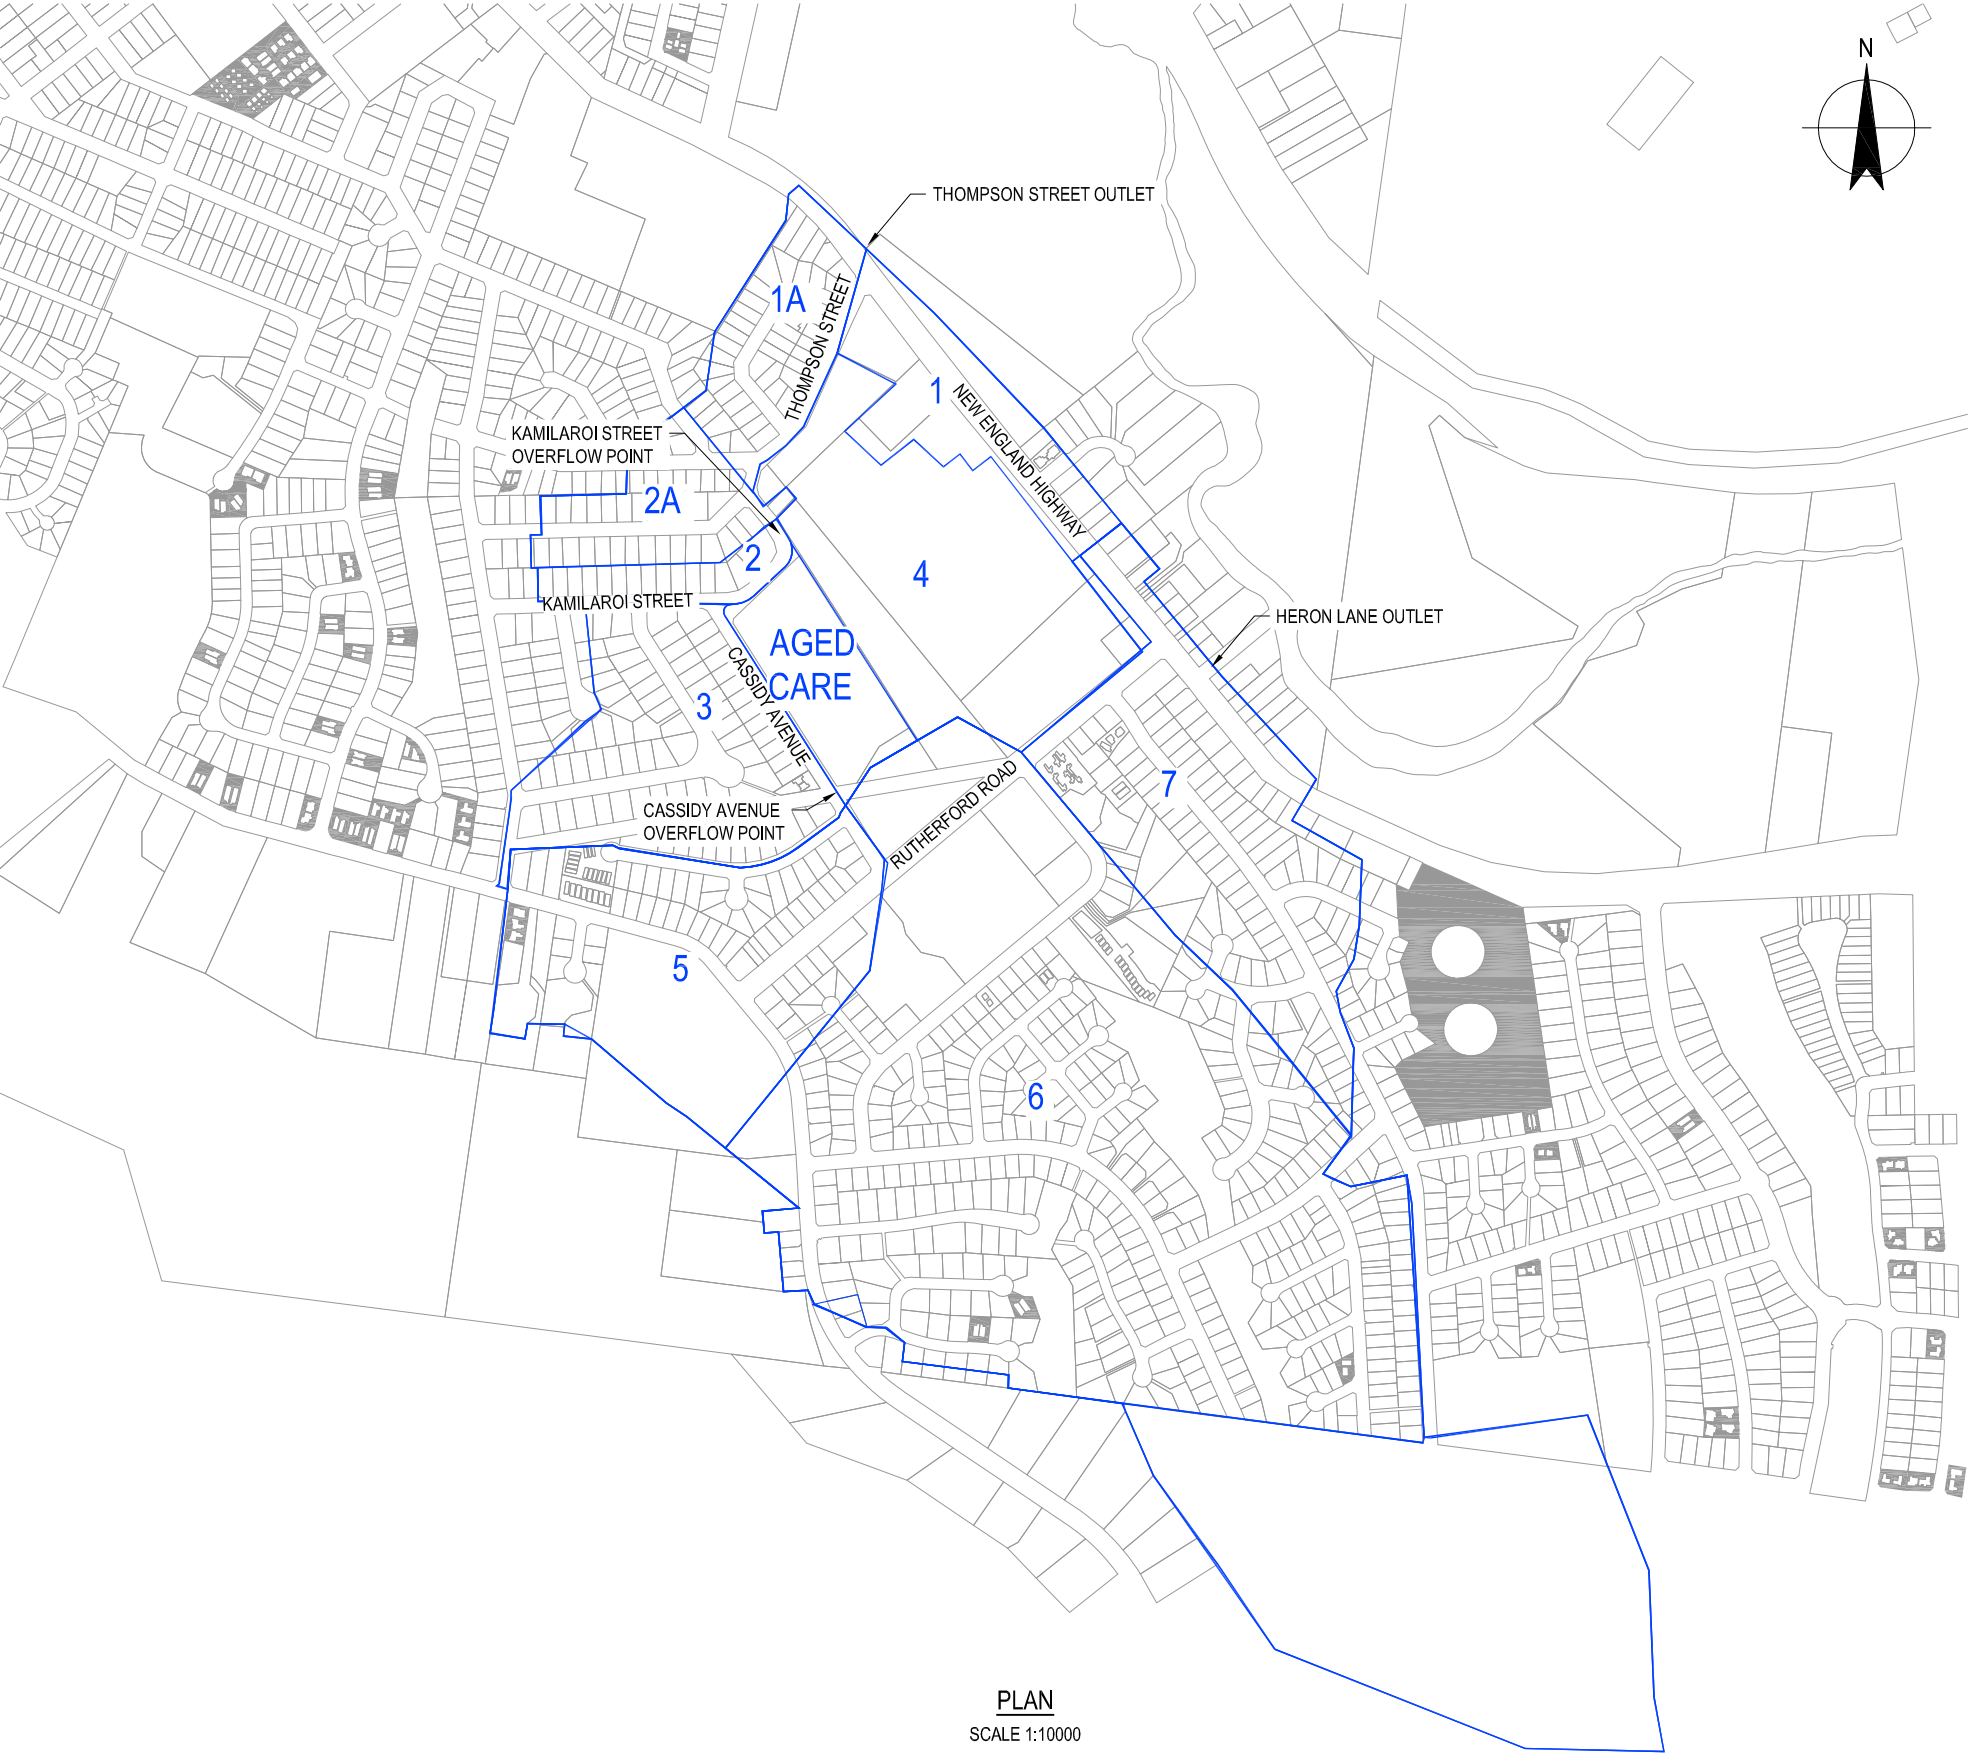 N
THOMPSON STREET OUTLET
1A
THOMPSON STREET
1
NEW ENGLAND HIGHWAY
KAMILAROI STREET
OVERFLOW POINT
2A
2
4
KAMILAROI STREET
HERON LANE OUTLET
AGED
CARE
CASSIDY AVENUE
3
7
CASSIDY AVENUE
OVERFLOW POINT
RUTHERFORD ROAD
5
6
PLAN
SCALE 1:10000